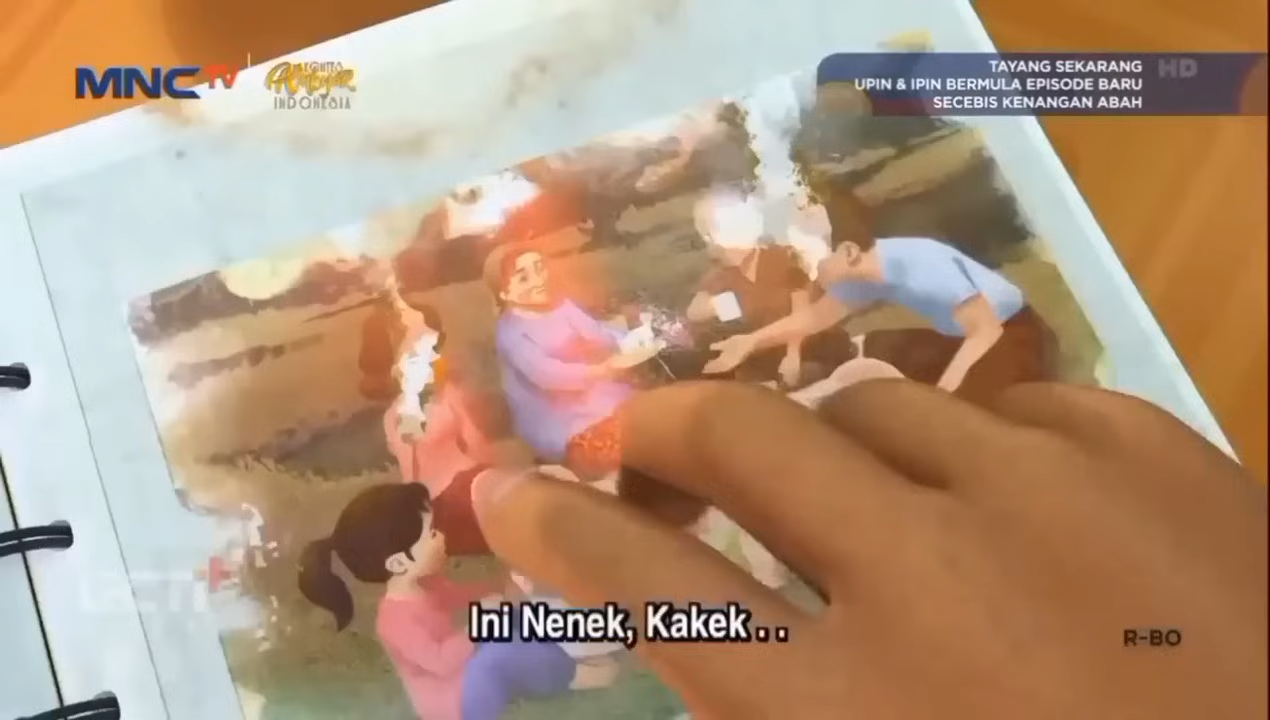 MNCTV
INDONESIA
TAYANG SEKARANG
HD
UPIN & IPIN BERMULA EPISODE BARU
SECEBIS KENANGAN ABAH
Ini Nenek, Kakek . .
R-BO